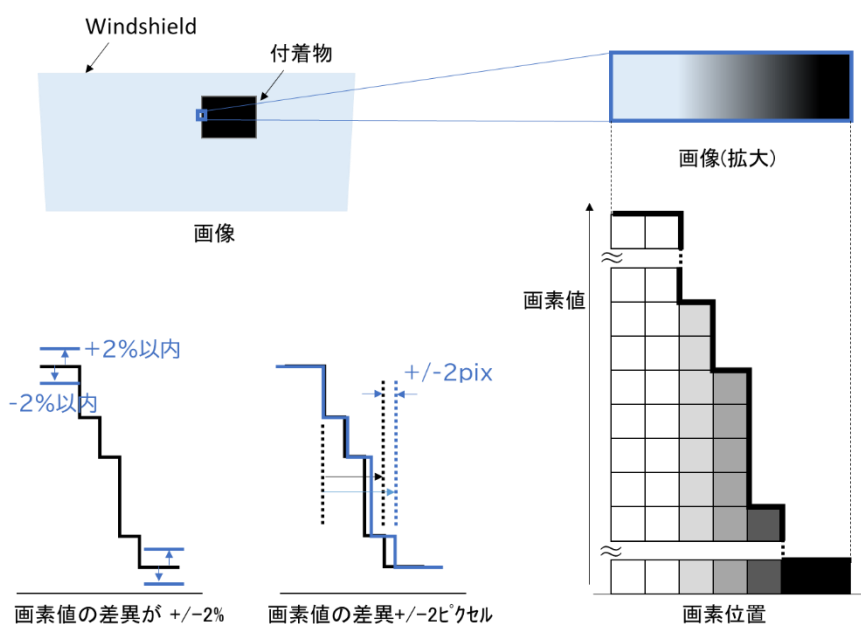 Windshield
付着物
画像
画像(拡大)
画素値
+2%以内
-2%以内
+/-2pix
画素値の差異が +/-2%
画素値の差異+/-2ﾋﾟｸｾﾙ
画素位置